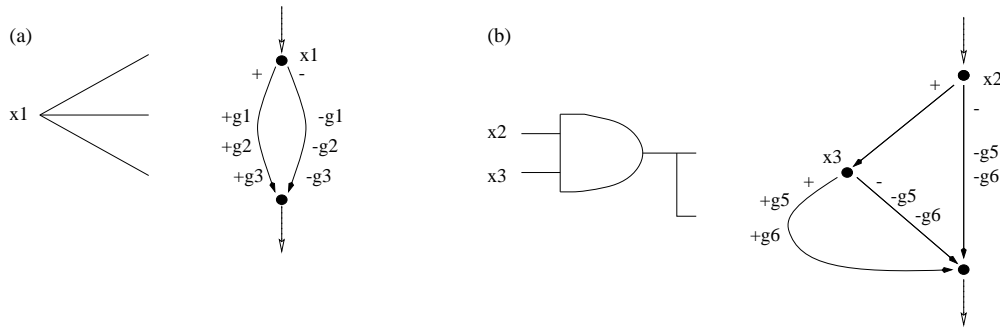 (a)
x1
x1
+ -
+g1 -g1
+g2 -g2
+g3 -g3
(b)
x2
x3
x2
+
-
-g5
-g6
x3
+ -
+g5 -g5
+g6 -g6